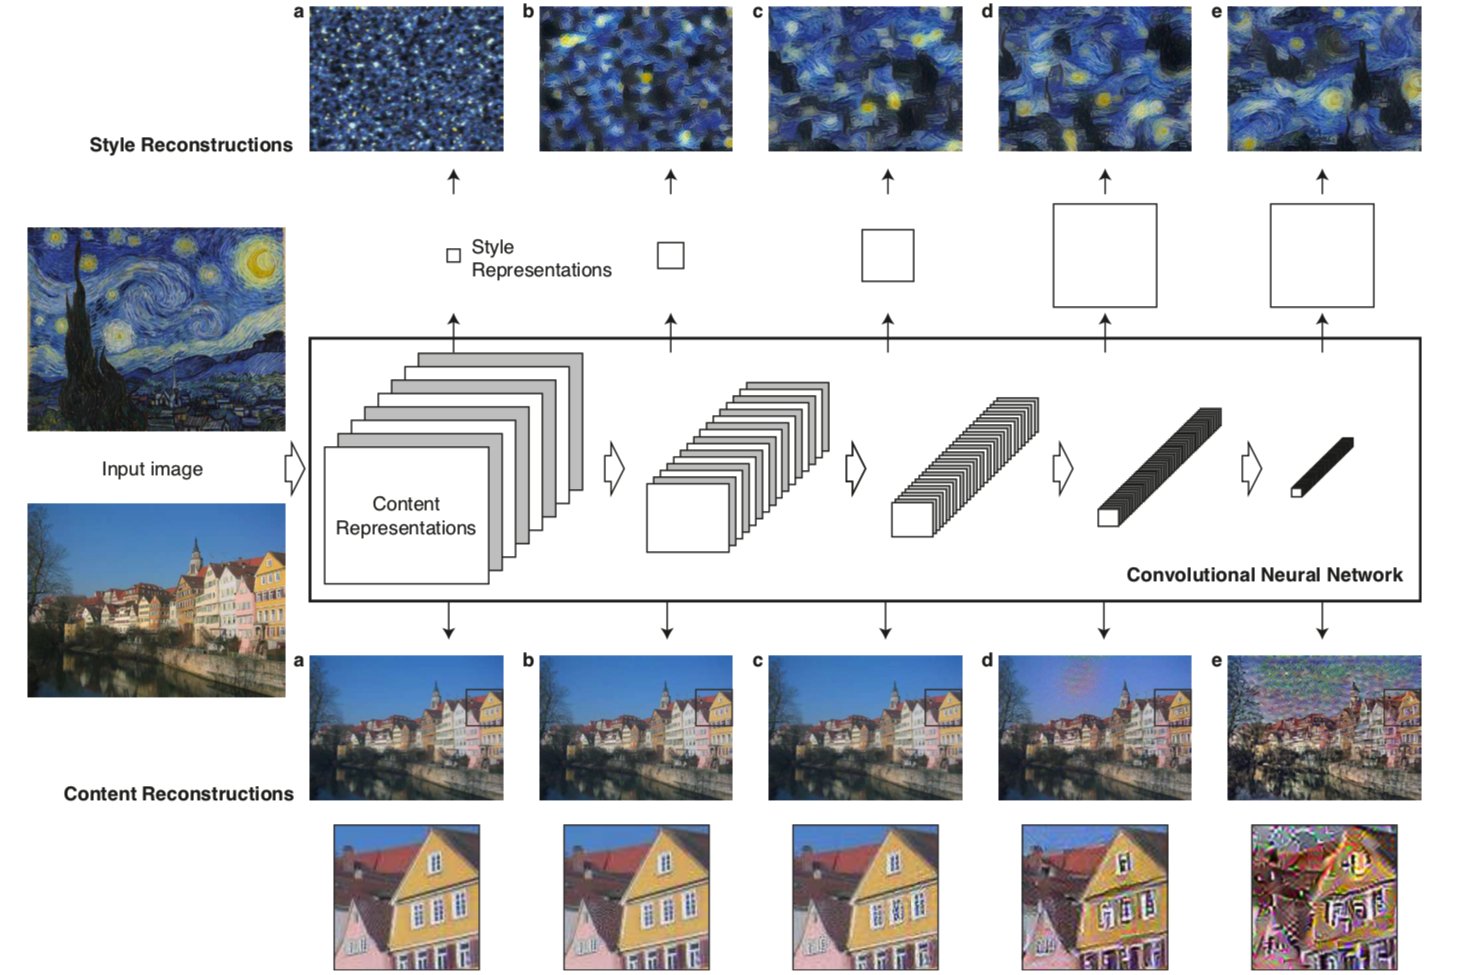 a
b
c
d
e
Style Reconstructions
Style
Representations
Input image
Content
Representations
Convolutional Neural Network
a
b
c
d
e
Content Reconstructions